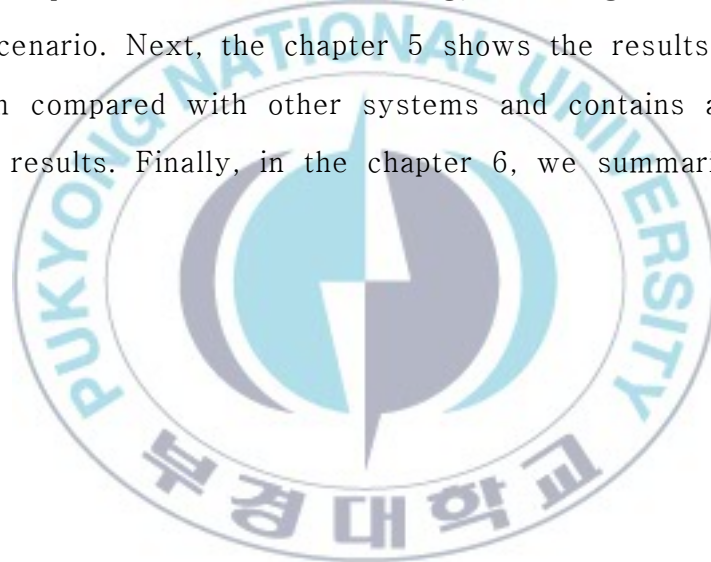 cenario. Next, the chapter 5 shows the results
n compared with other systems and contains a
results. Finally, in the chapter 6, we summari
PUKYONG NATIONAL UNIVERSITY
부경대학교